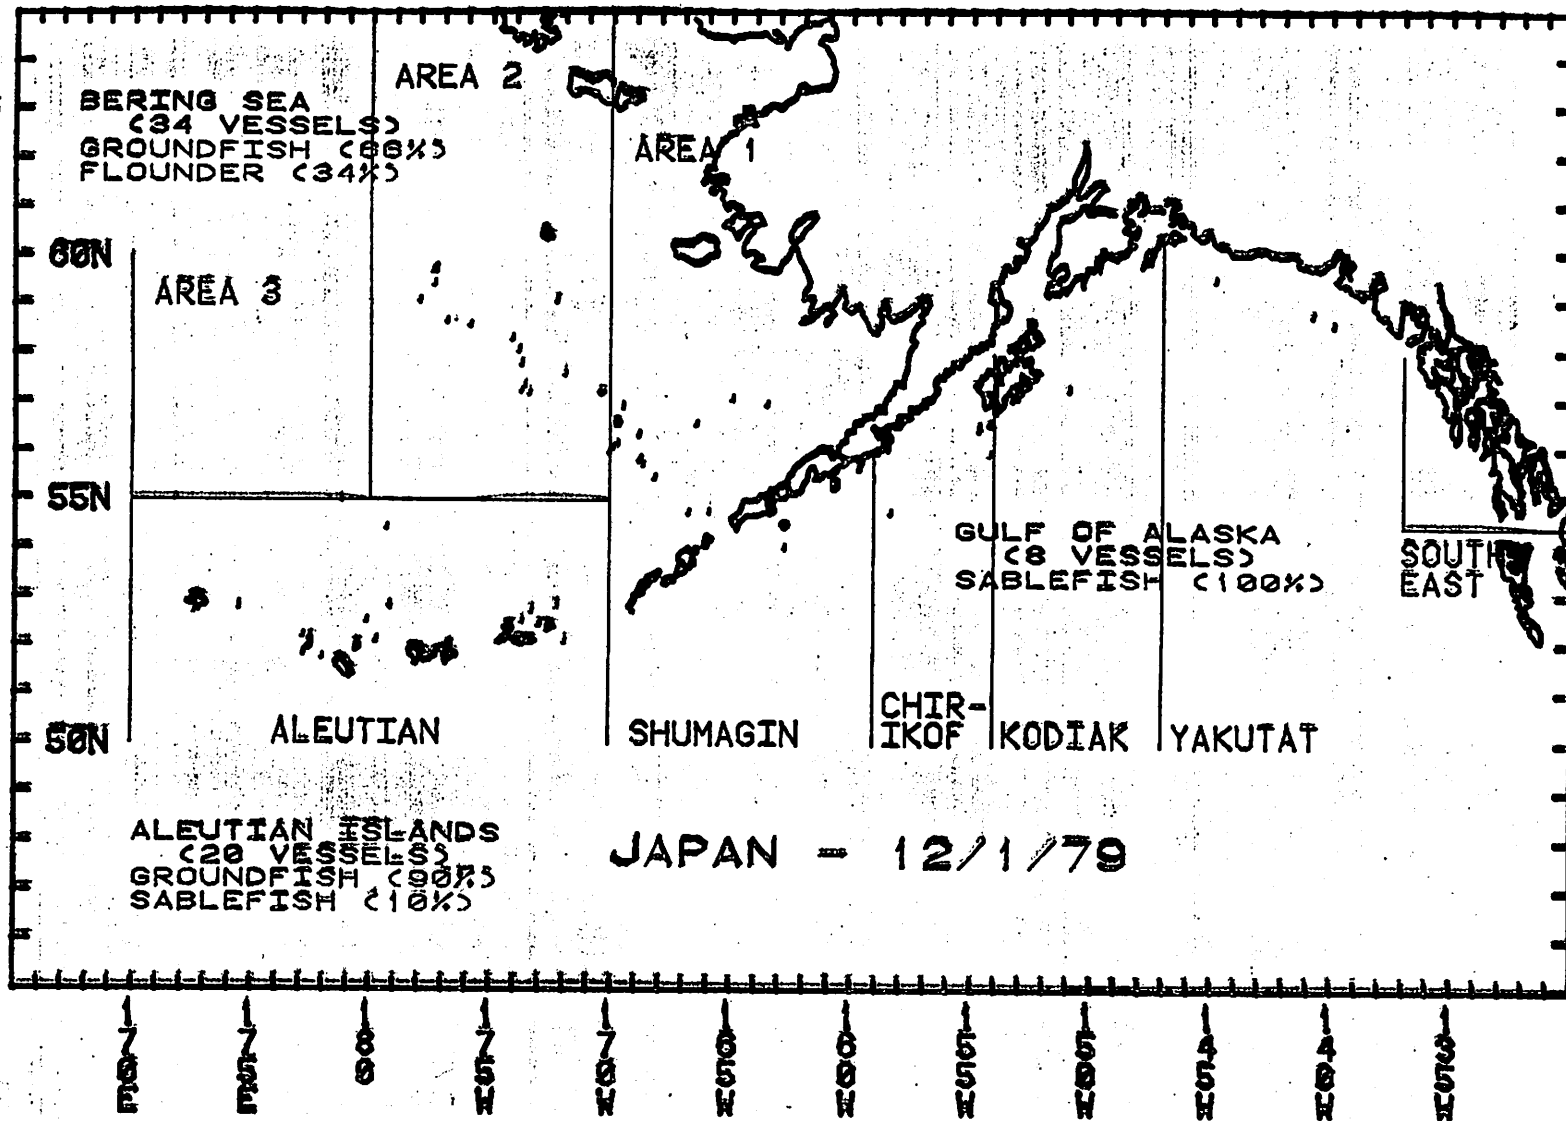 AREA 2
BERING SEA
(34 VESSELS)
GROUNDFISH (66%)
FLOUNDER (34%)
AREA 1
60N
AREA 3
55N
GULF OF ALASKA
(8 VESSELS)
SABLEFISH (100%)
SOUTH
EAST
50N
ALEUTIAN
SHUMAGIN
CHIR-
IKOF
KODIAK
YAKUTAT
ALEUTIAN ISLANDS
(20 VESSELS)
GROUNDFISH (90%)
SABLEFISH (10%)
JAPAN - 12/1/79
170E
175E
180
175W
170W
165W
160W
155W
150W
145W
140W
135W